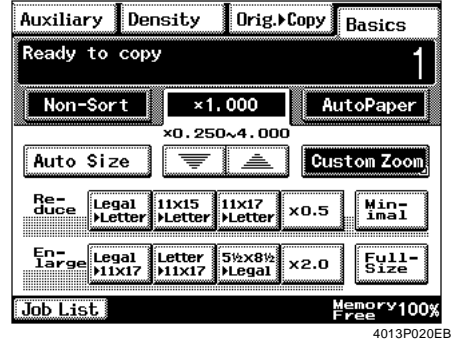 Auxiliary Density Orig.▸Copy Basics
Ready to copy 1
Non-Sort ×1.000 AutoPaper
×0.250~4.000
Auto Size Custom Zoom
Re-
duce
Legal
▸Letter
11x15
▸Letter
11x17
▸Letter
×0.5
Min-
imal
En-
large
Legal
▸11x17
Letter
▸11x17
5½x8½
▸Legal
×2.0
Full-
Size
Job List
Memory
Free 100%
4013P020EB